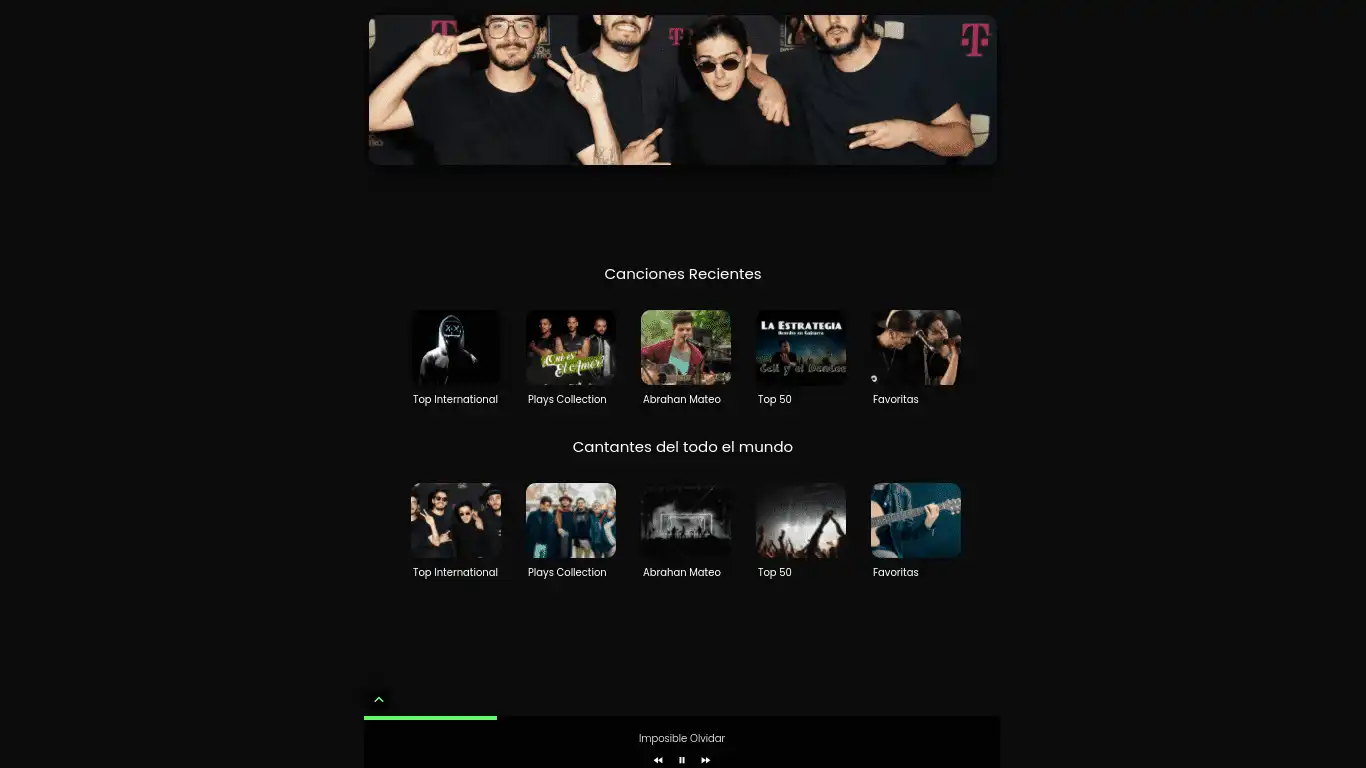 T
T
T
Canciones Recientes
¿Qué es
El Amor?
LA ESTRATEGIA
Cali y el Dandee
Top International
Plays Collection
Abrahan Mateo
Top 50
Favoritas
Cantantes del todo el mundo
Top International
Plays Collection
Abrahan Mateo
Top 50
Favoritas
Imposible Olvidar